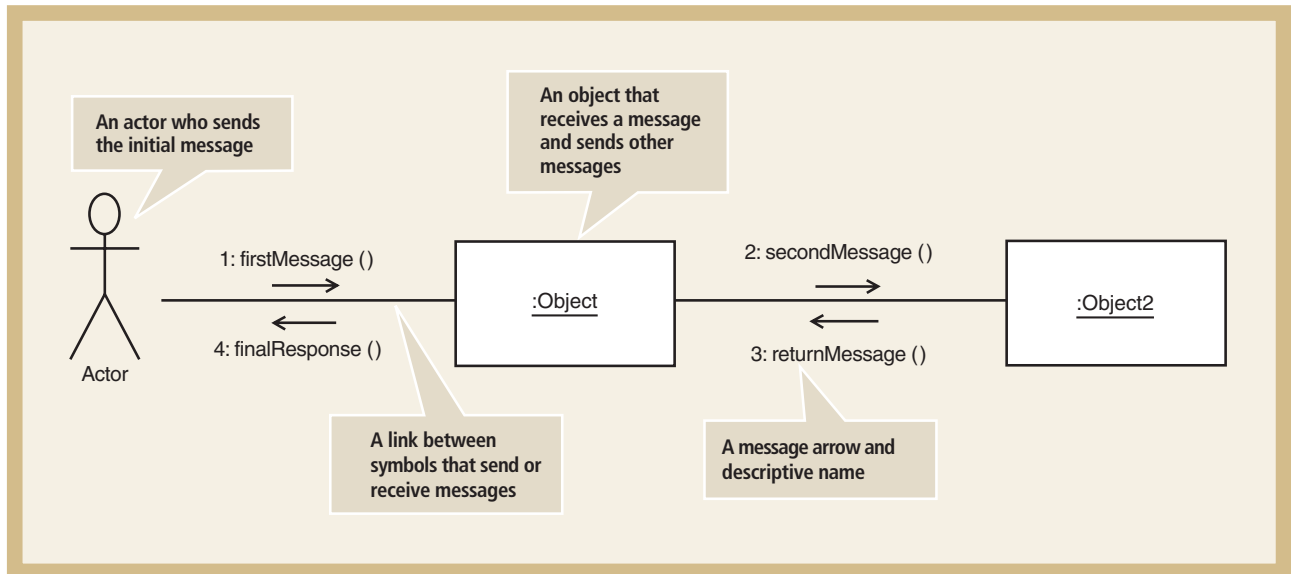 An actor who sends
the initial message
An object that
receives a message
and sends other
messages
1: firstMessage ()
4: finalResponse ()
:Object
2: secondMessage ()
3: returnMessage ()
:Object2
Actor
A link between
symbols that send or
receive messages
A message arrow and
descriptive name